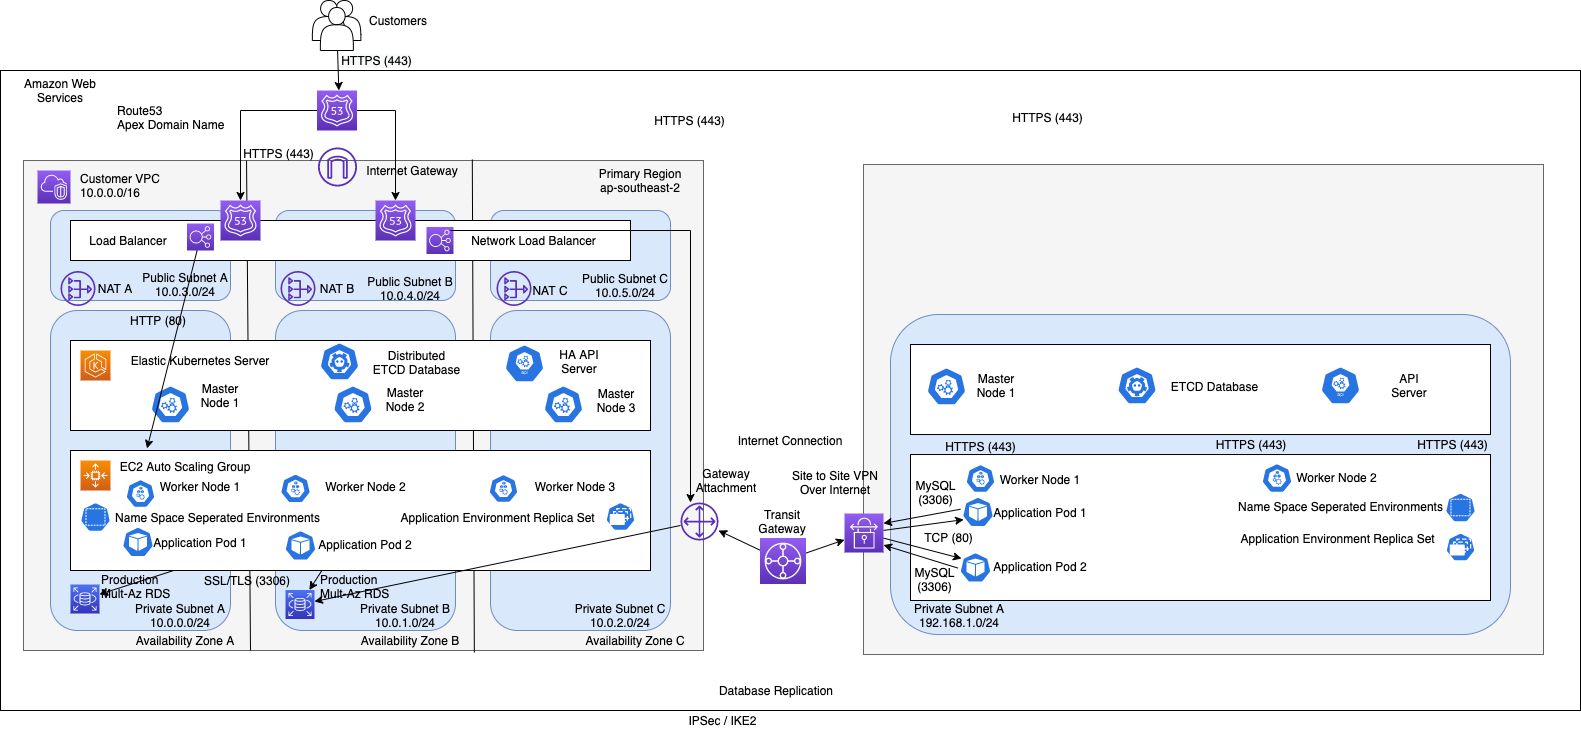 Customers
HTTPS (443)
Amazon Web
Services
Route53
Apex Domain Name
53
HTTPS (443)
HTTPS (443)
HTTPS (443)
Internet Gateway
Customer VPC
10.0.0.0/16
Primary Region
ap-southeast-2
53
53
Load Balancer
Network Load Balancer
NAT A
Public Subnet A
10.0.3.0/24
NAT B
Public Subnet B
10.0.4.0/24
NAT C
Public Subnet C
10.0.5.0/24
HTTP (80)
Elastic Kubernetes Server
Distributed
ETCD Database
HA API
Server
Master
Node 1
Master
Node 2
Master
Node 3
EC2 Auto Scaling Group
Worker Node 1
Worker Node 2
Worker Node 3
Name Space Seperated Environments
Application Environment Replica Set
Application Pod 1
Application Pod 2
Production
Mult-Az RDS
SSL/TLS (3306)
Production
Mult-Az RDS
Private Subnet A
10.0.0.0/24
Private Subnet B
10.0.1.0/24
Private Subnet C
10.0.2.0/24
Availability Zone A
Availability Zone B
Availability Zone C
Internet Connection
Gateway
Attachment
Site to Site VPN
Over Internet
Transit
Gateway
Master
Node 1
ETCD Database
API
Server
api
api
K
HTTPS (443)
HTTPS (443)
HTTPS (443)
MySQL
(3306)
Worker Node 1
Worker Node 2
Application Pod 1
Name Space Seperated Environments
TCP (80)
Application Environment Replica Set
MySQL
(3306)
Application Pod 2
Private Subnet A
192.168.1.0/24
Database Replication
IPSec / IKE2